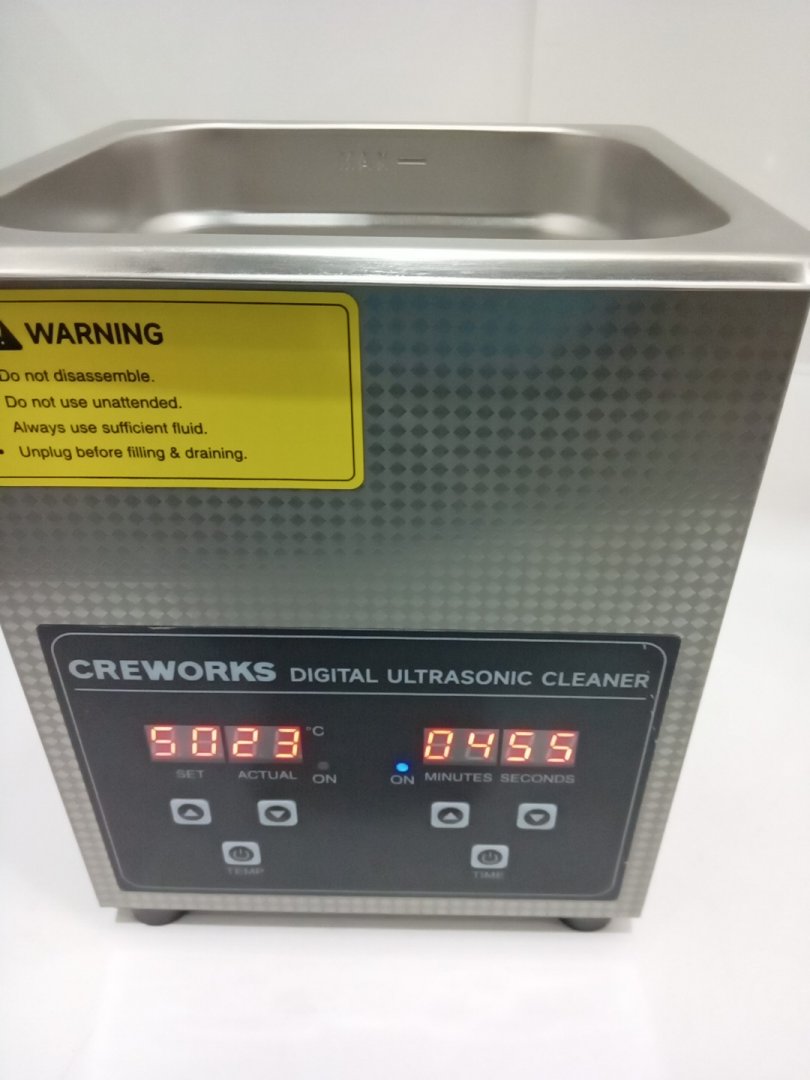 MAX
WARNING
Do not disassemble.
Do not use unattended.
Always use sufficient fluid.
• Unplug before filling & draining.
CREWORKS DIGITAL ULTRASONIC CLEANER
5023 °C 0455
SET ACTUAL ON ON MINUTES SECONDS
TEMP TIME